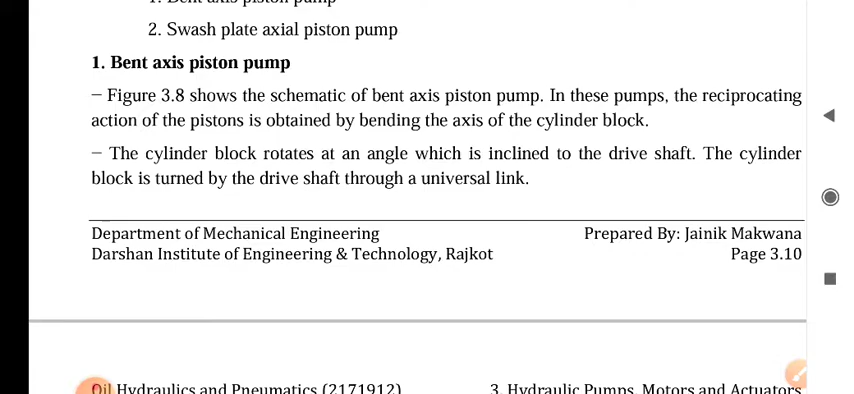 1. Bent axis piston pump
2. Swash plate axial piston pump
1. Bent axis piston pump
– Figure 3.8 shows the schematic of bent axis piston pump. In these pumps, the reciprocating
action of the pistons is obtained by bending the axis of the cylinder block.
– The cylinder block rotates at an angle which is inclined to the drive shaft. The cylinder
block is turned by the drive shaft through a universal link.
Department of Mechanical Engineering Prepared By: Jainik Makwana
Darshan Institute of Engineering & Technology, Rajkot Page 3.10
Oil Hydraulics and Pneumatics (2171912) 3. Hydraulic Pumps, Motors and Actuators